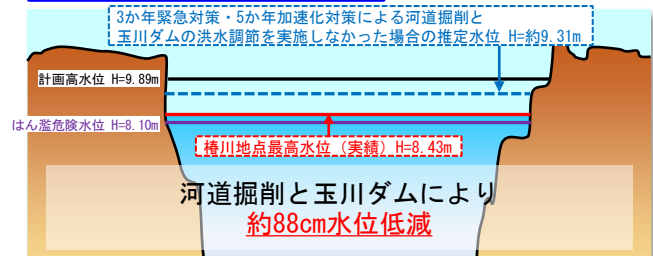 3か年緊急対策・5か年加速化対策による河道掘削と
玉川ダムの洪水調節を実施しなかった場合の推定水位 H=約9.31m
計画高水位 H=9.89m
はん濫危険水位 H=8.10m
椿川地点最高水位（実績）H=8.43m
河道掘削と玉川ダムにより
約88cm水位低減